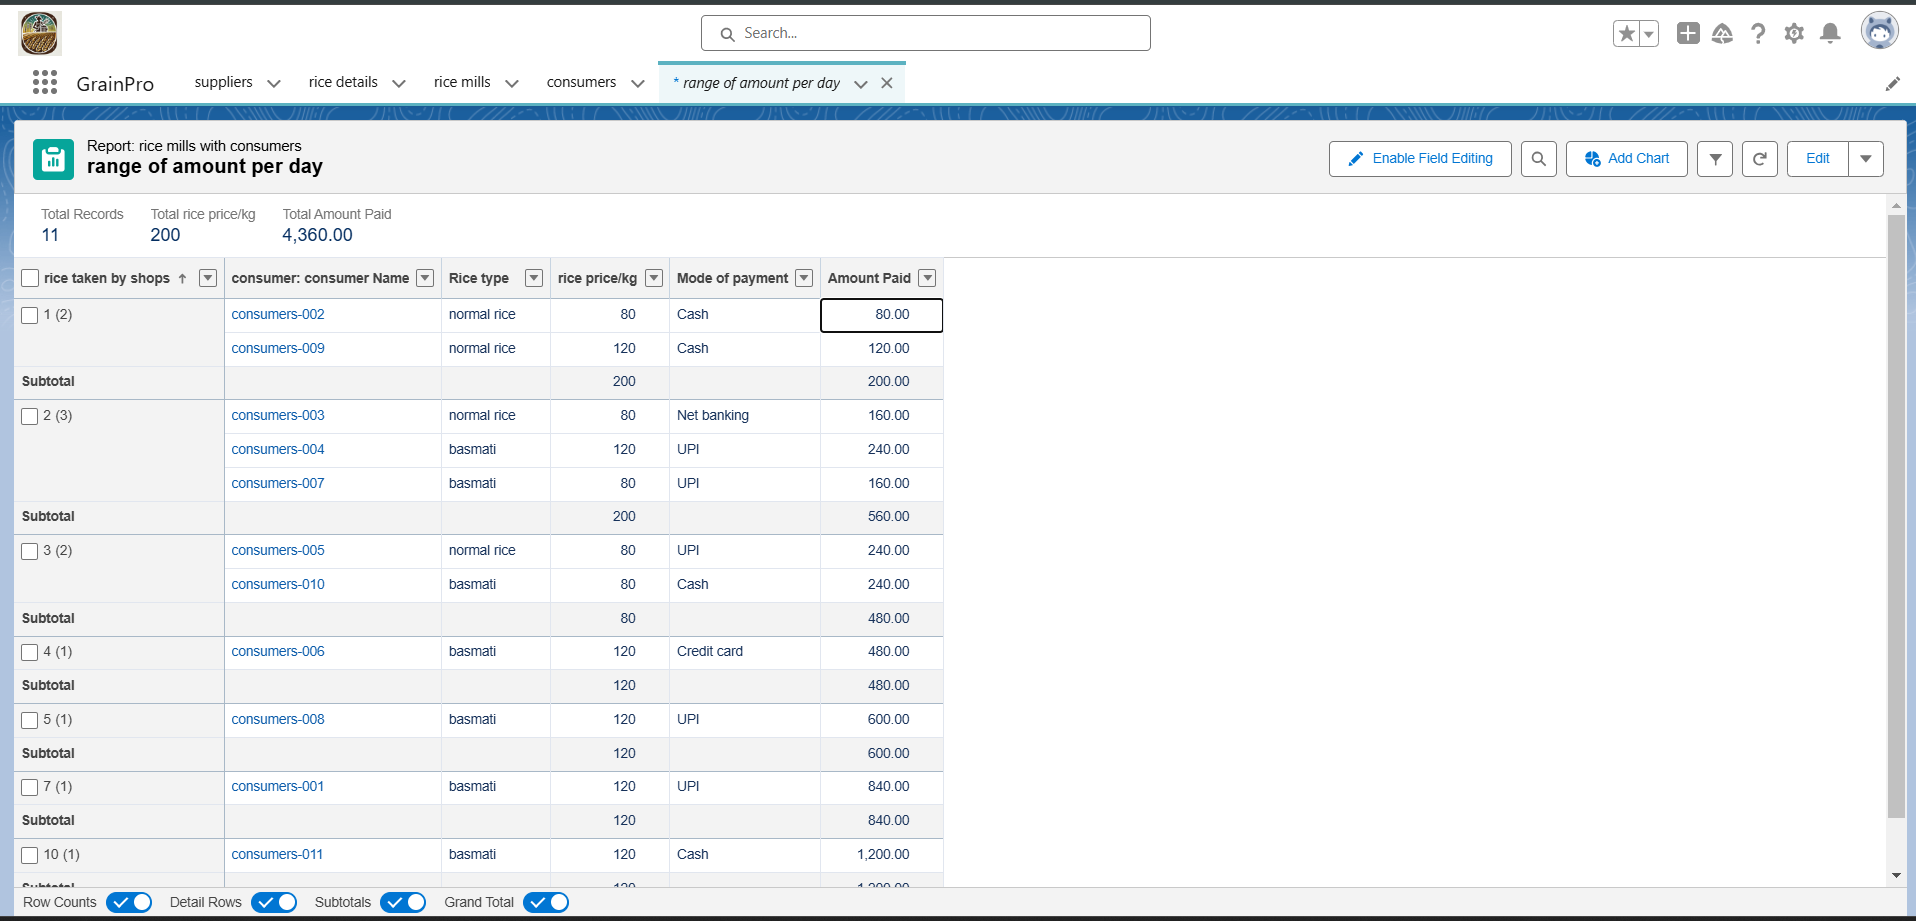 Search...
GrainPro
suppliers
rice details
rice mills
consumers
* range of amount per day
Report: rice mills with consumers
range of amount per day
Enable Field Editing
Add Chart
Edit
Total Records Total rice price/kg Total Amount Paid
11 200 4,360.00
rice taken by shops ↑ consumer: consumer Name Rice type rice price/kg Mode of payment Amount Paid
1 (2) consumers-002 normal rice 80 Cash 80.00
consumers-009 normal rice 120 Cash 120.00
Subtotal 200 200.00
2 (3) consumers-003 normal rice 80 Net banking 160.00
consumers-004 basmati 120 UPI 240.00
consumers-007 basmati 80 UPI 160.00
Subtotal 200 560.00
3 (2) consumers-005 normal rice 80 UPI 240.00
consumers-010 basmati 80 Cash 240.00
Subtotal 80 480.00
4 (1) consumers-006 basmati 120 Credit card 480.00
Subtotal 120 480.00
5 (1) consumers-008 basmati 120 UPI 600.00
Subtotal 120 600.00
7 (1) consumers-001 basmati 120 UPI 840.00
Subtotal 120 840.00
10 (1) consumers-011 basmati 120 Cash 1,200.00
Subtotal 120 1,200.00
Row Counts Detail Rows Subtotals Grand Total